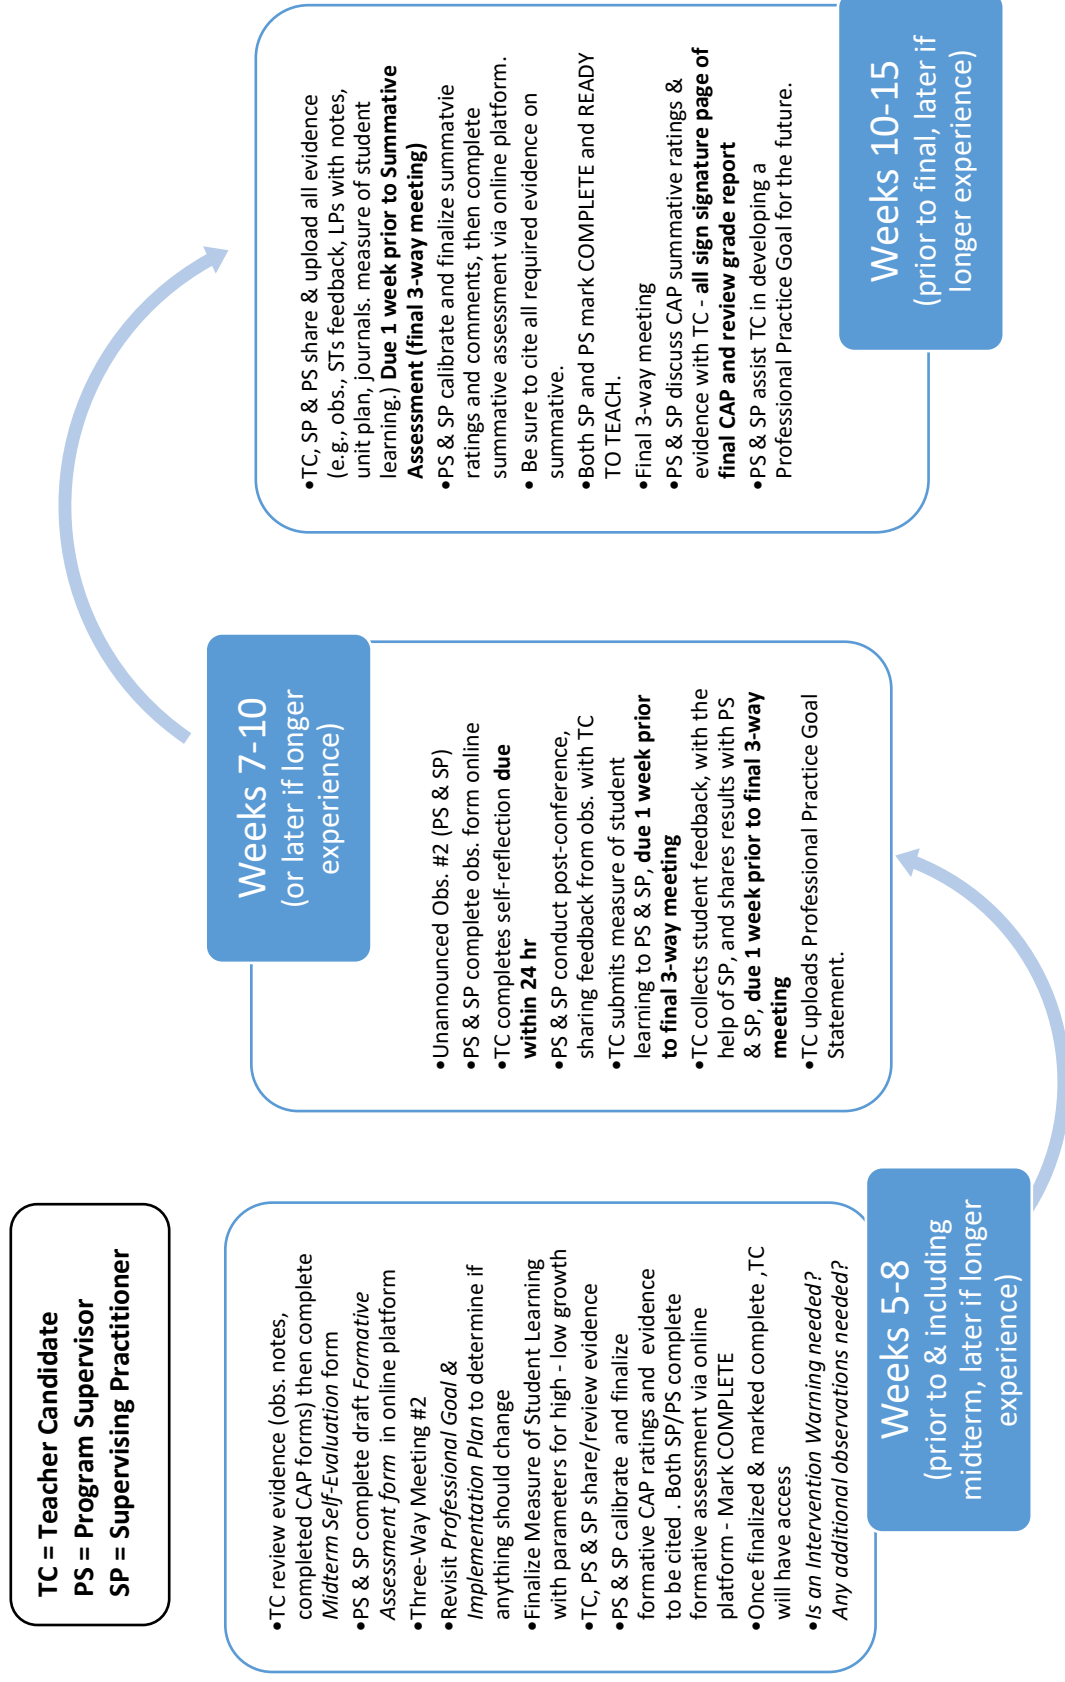 TC = Teacher Candidate
PS = Program Supervisor
SP = Supervising Practitioner
•TC review evidence (obs. notes,
completed CAP forms) then complete
Midterm Self-Evaluation form
•PS & SP complete draft Formative
Assessment form in online platform
•Three-Way Meeting #2
•Revisit Professional Goal &
Implementation Plan to determine if
anything should change
•Finalize Measure of Student Learning
with parameters for high - low growth
•TC, PS & SP share/review evidence
•PS & SP calibrate and finalize
formative CAP ratings and evidence
to be cited . Both SP/PS complete
formative assessment via online
platform - Mark COMPLETE
•Once finalized & marked complete ,TC
will have access
•Is an Intervention Warning needed?
Any additional observations needed?
Weeks 5-8
(prior to & including
midterm, later if longer
experience)
Weeks 7-10
(or later if longer
experience)
•Unannounced Obs. #2 (PS & SP)
•PS & SP complete obs. form online
•TC completes self-reflection due
within 24 hr
•PS & SP conduct post-conference,
sharing feedback from obs. with TC
•TC submits measure of student
learning to PS & SP, due 1 week prior
to final 3-way meeting
•TC collects student feedback, with the
help of SP, and shares results with PS
& SP, due 1 week prior to final 3-way
meeting
•TC uploads Professional Practice Goal
Statement.
•TC, SP & PS share & upload all evidence
(e.g., obs., STs feedback, LPs with notes,
unit plan, journals. measure of student
learning.) Due 1 week prior to Summative
Assessment (final 3-way meeting)
•PS & SP calibrate and finalize summatvie
ratings and comments, then complete
summative assessment via online platform.
• Be sure to cite all required evidence on
summative.
•Both SP and PS mark COMPLETE and READY
TO TEACH.
•Final 3-way meeting
•PS & SP discuss CAP summative ratings &
evidence with TC - all sign signature page of
final CAP and review grade report
•PS & SP assist TC in developing a
Professional Practice Goal for the future.
Weeks 10-15
(prior to final, later if
longer experience)